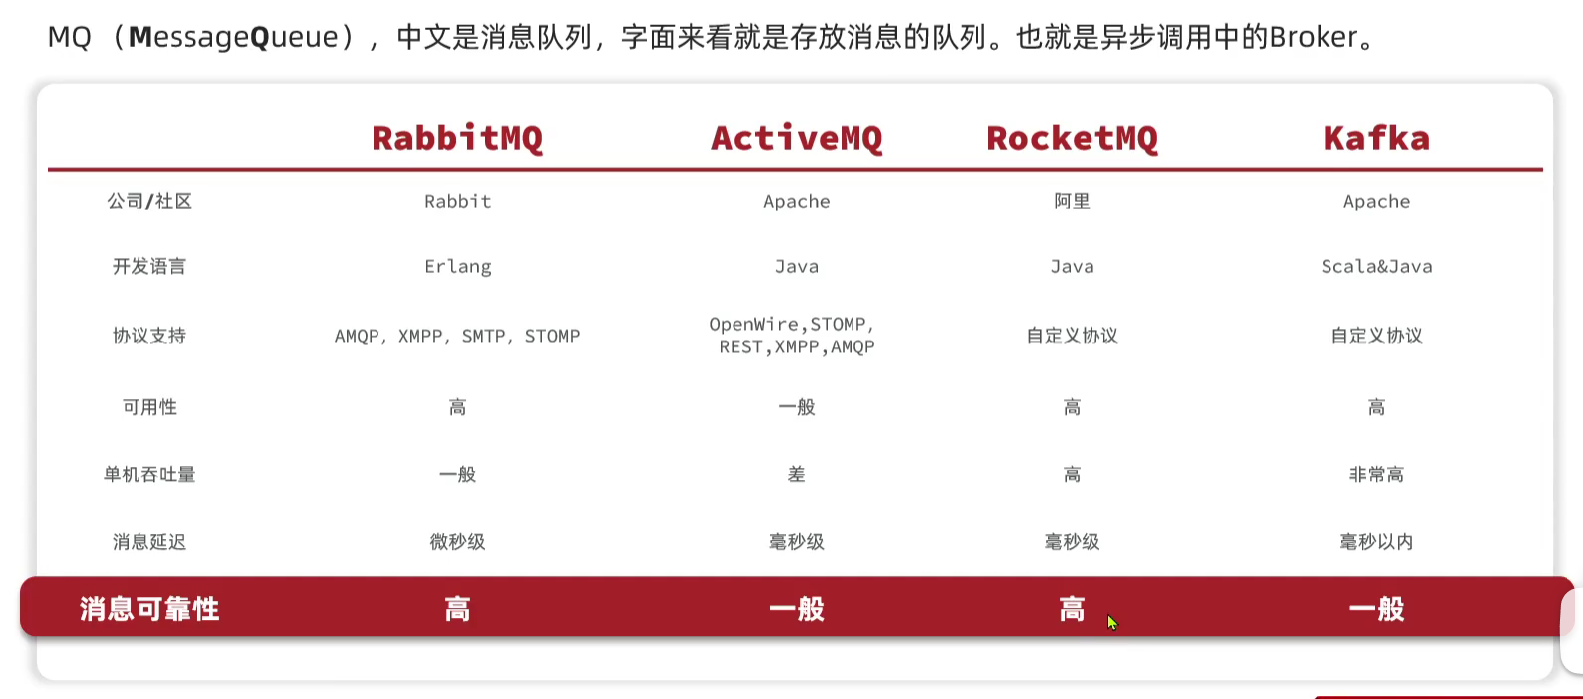 MQ（MessageQueue），中文是消息队列，字面来看就是存放消息的队列。也就是异步调用中的Broker。
RabbitMQ ActiveMQ RocketMQ Kafka
公司/社区 Rabbit Apache 阿里 Apache
开发语言 Erlang Java Java Scala&Java
协议支持 AMQP，XMPP，SMTP，STOMP OpenWire,STOMP, 自定义协议 自定义协议
REST,XMPP,AMQP
可用性 高 一般 高 高
单机吞吐量 一般 差 高 非常高
消息延迟 微秒级 毫秒级 毫秒级 毫秒以内
消息可靠性 高 一般 高 一般